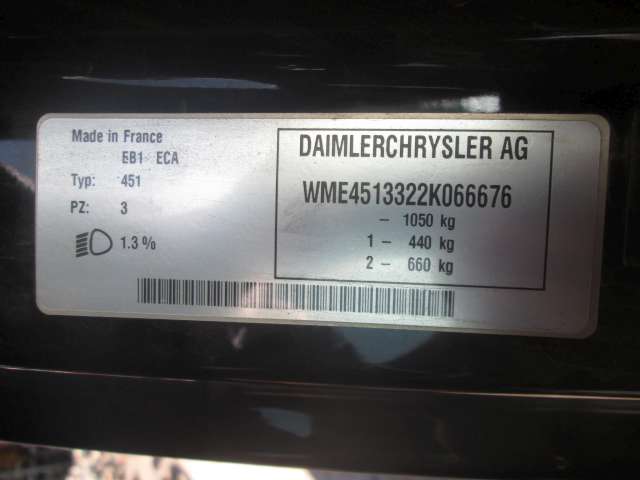 Made in France
EB1 ECA
Typ: 451
PZ: 3
1.3 %
DAIMLERCHRYSLER AG
WME4513322K066676
– 1050 kg
1 – 440 kg
2 – 660 kg